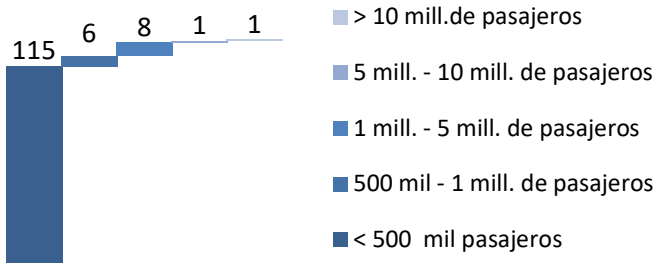 115
6
8
1
1
> 10 mill.de pasajeros
5 mill. - 10 mill. de pasajeros
1 mill. - 5 mill. de pasajeros
500 mil - 1 mill. de pasajeros
< 500 mil pasajeros